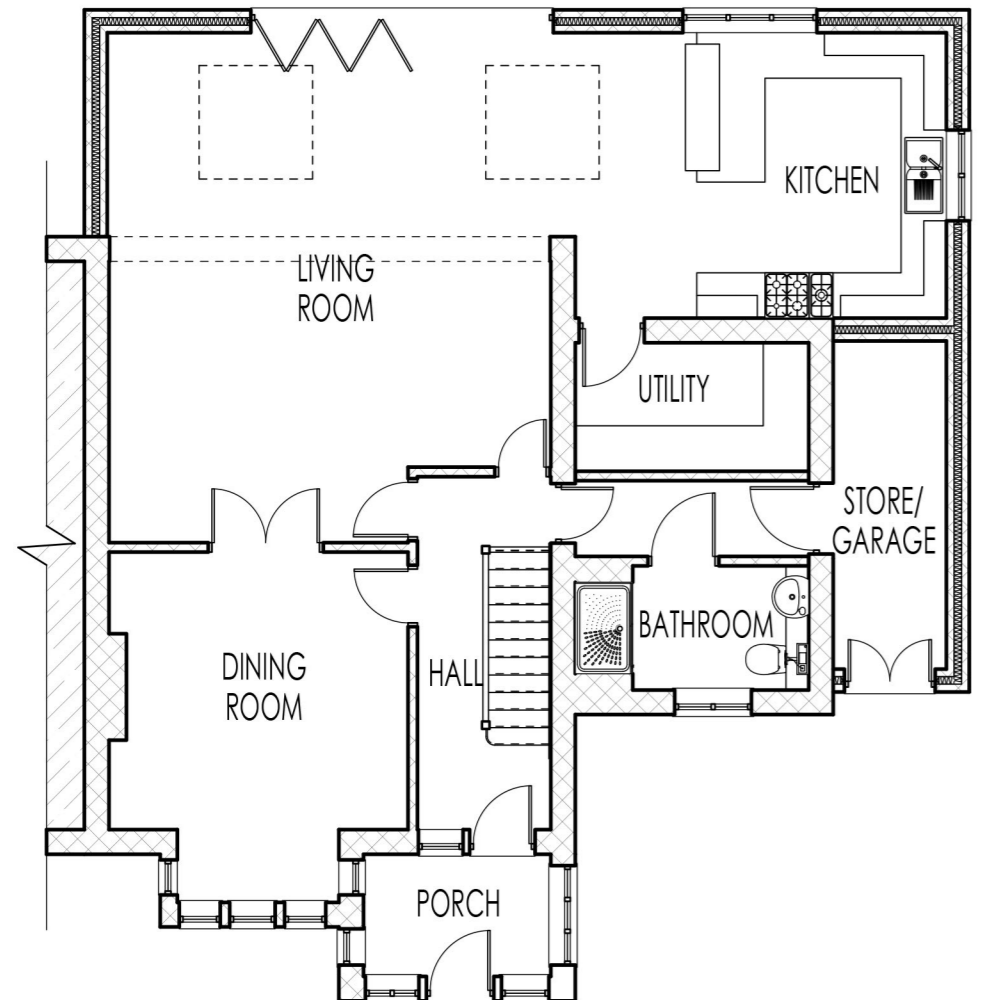 KITCHEN
LIVING
ROOM
UTILITY
STORE/
GARAGE
BATHROOM
DINING
ROOM
HALL
PORCH